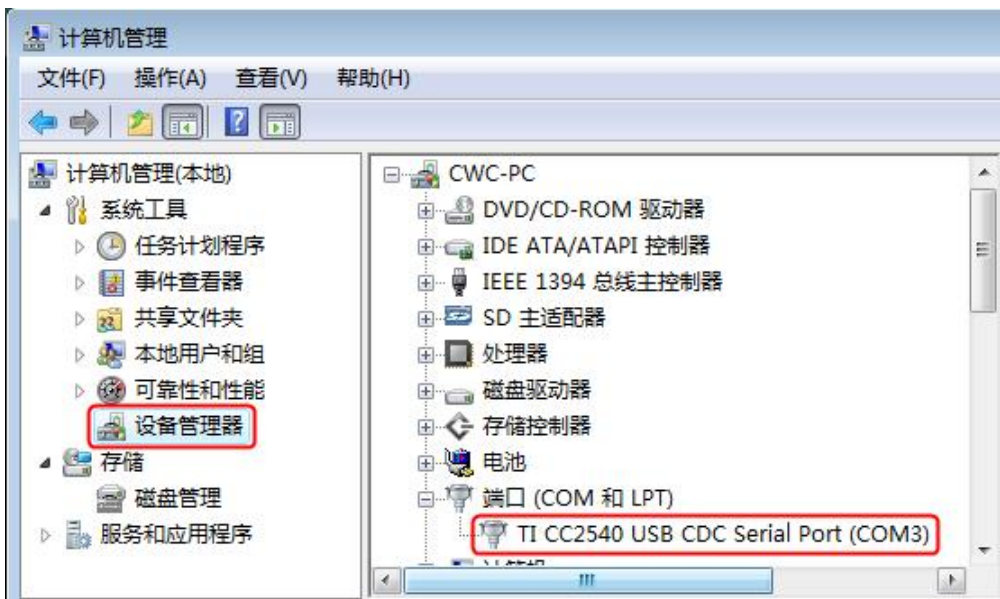 计算机管理
文件(F) 操作(A) 查看(V) 帮助(H)
计算机管理(本地)
系统工具
任务计划程序
事件查看器
共享文件夹
本地用户和组
可靠性和性能
设备管理器
存储
磁盘管理
服务和应用程序
CWC-PC
DVD/CD-ROM 驱动器
IDE ATA/ATAPI 控制器
IEEE 1394 总线主控制器
SD 主适配器
处理器
磁盘驱动器
存储控制器
电池
端口 (COM 和 LPT)
TI CC2540 USB CDC Serial Port (COM3)